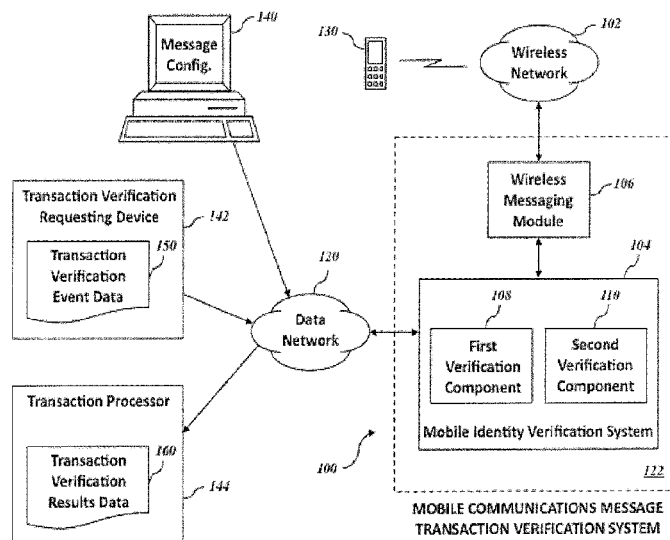 140
Message
Config.
130
102
Wireless
Network
Wireless
Messaging
Module
106
Transaction Verification
Requesting Device
142
150
Transaction
Verification
Event Data
120
Data
Network
104
108
First
Verification
Component
110
Second
Verification
Component
Mobile Identity Verification System
Transaction Processor
160
Transaction
Verification
Results Data
144
100
122
MOBILE COMMUNICATIONS MESSAGE
TRANSACTION VERIFICATION SYSTEM